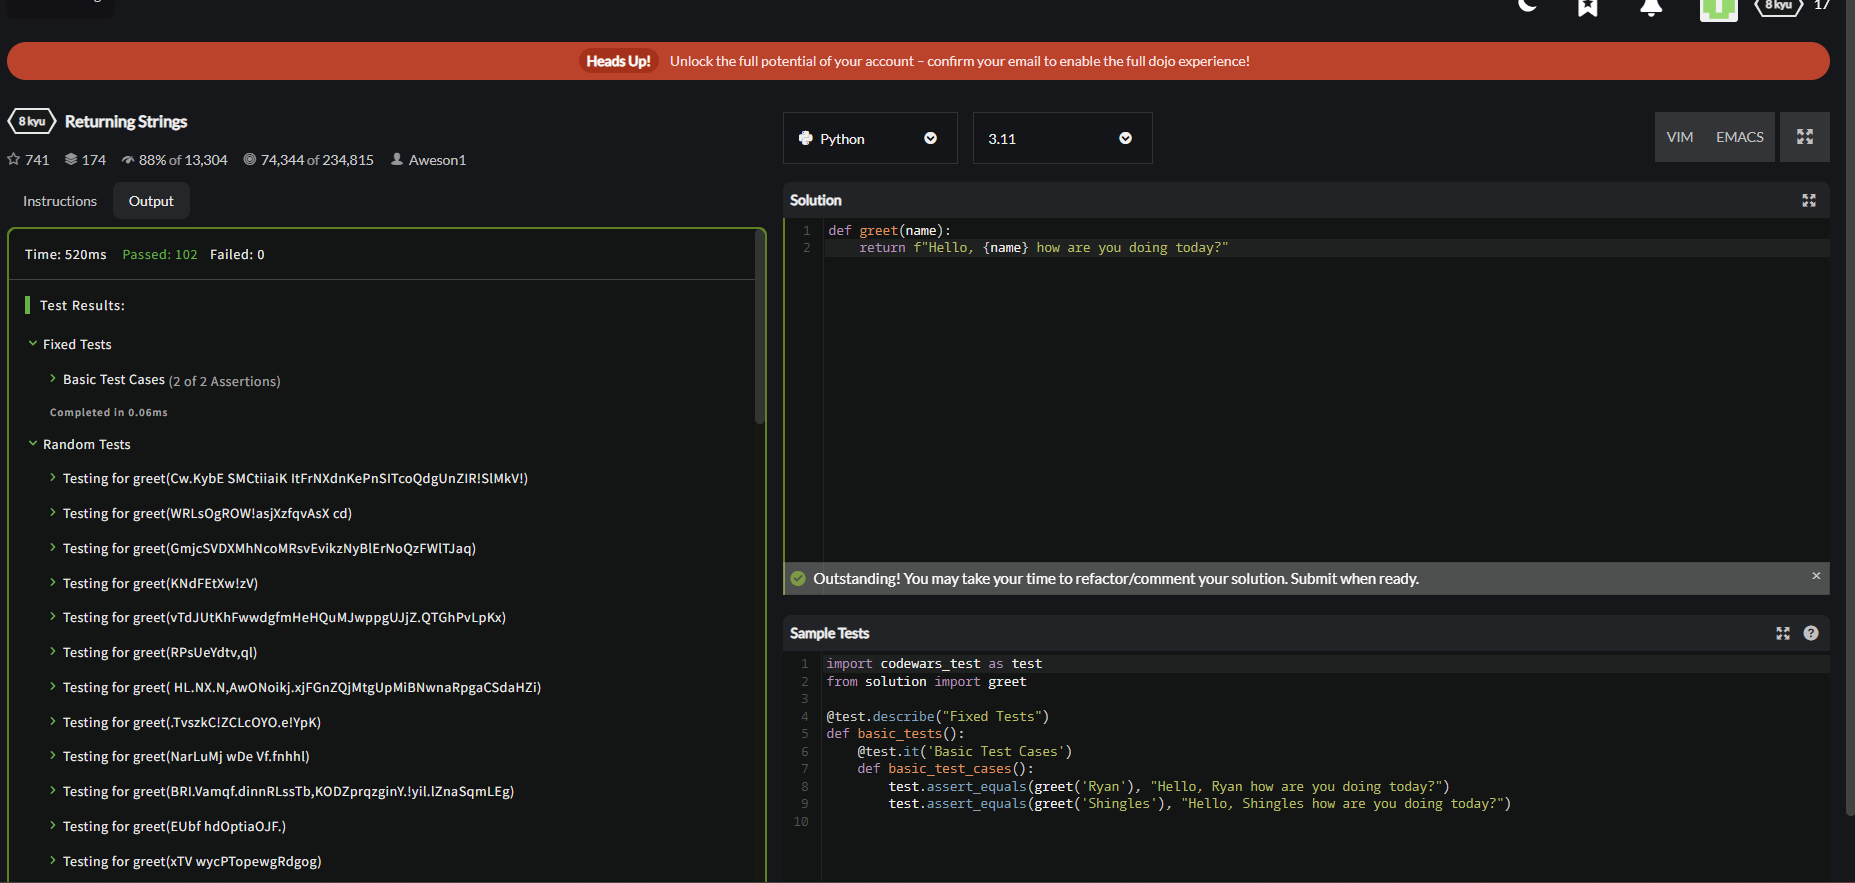 8 kyu
17
Heads Up! Unlock the full potential of your account – confirm your email to enable the full dojo experience!
8 kyu Returning Strings
741 174 88% of 13,304 74,344 of 234,815 Aweson1
Instructions Output
Time: 520ms Passed: 102 Failed: 0
Test Results:
Fixed Tests
Basic Test Cases (2 of 2 Assertions)
Completed in 0.06ms
Random Tests
Testing for greet(Cw.KybE SMCtiiaiK ItFrNXdnKePnSITcoQdgUnZIR!SlMkV!)
Testing for greet(WRLsOgROW!asjXzfqvAsX cd)
Testing for greet(GmjcSVDXMhNcoMRsvEvikzNyBlErNoQzFWlTJaq)
Testing for greet(KNdFEtXw!zV)
Testing for greet(vTdJUtKhFwwdgfmHeHQuMJwppgUJjZ.QTGhPvLpKx)
Testing for greet(RPsUeYdtv,ql)
Testing for greet( HL.NX.N,AwONoikj.xjFGnZQjMtgUpMiBNwnaRpgaCSdaHZi)
Testing for greet(.TvszkC!ZCLcOYO.e!YpK)
Testing for greet(NarLuMj wDe Vf.fnhhl)
Testing for greet(BRI.Vamqf.dinnRLssTb,KODZprqzginY.!yil.lZnaSqmLEg)
Testing for greet(EUbf hdOptiaOJF.)
Testing for greet(xTV wycPTopewgRdgog)
Python
3.11
VIM EMACS
Solution
1 def greet(name):
2 return f"Hello, {name} how are you doing today?"
Outstanding! You may take your time to refactor/comment your solution. Submit when ready.
Sample Tests
1 import codewars_test as test
2 from solution import greet
3
4 @test.describe("Fixed Tests")
5 def basic_tests():
6 @test.it('Basic Test Cases')
7 def basic_test_cases():
8 test.assert_equals(greet('Ryan'), "Hello, Ryan how are you doing today?")
9 test.assert_equals(greet('Shingles'), "Hello, Shingles how are you doing today?")
10